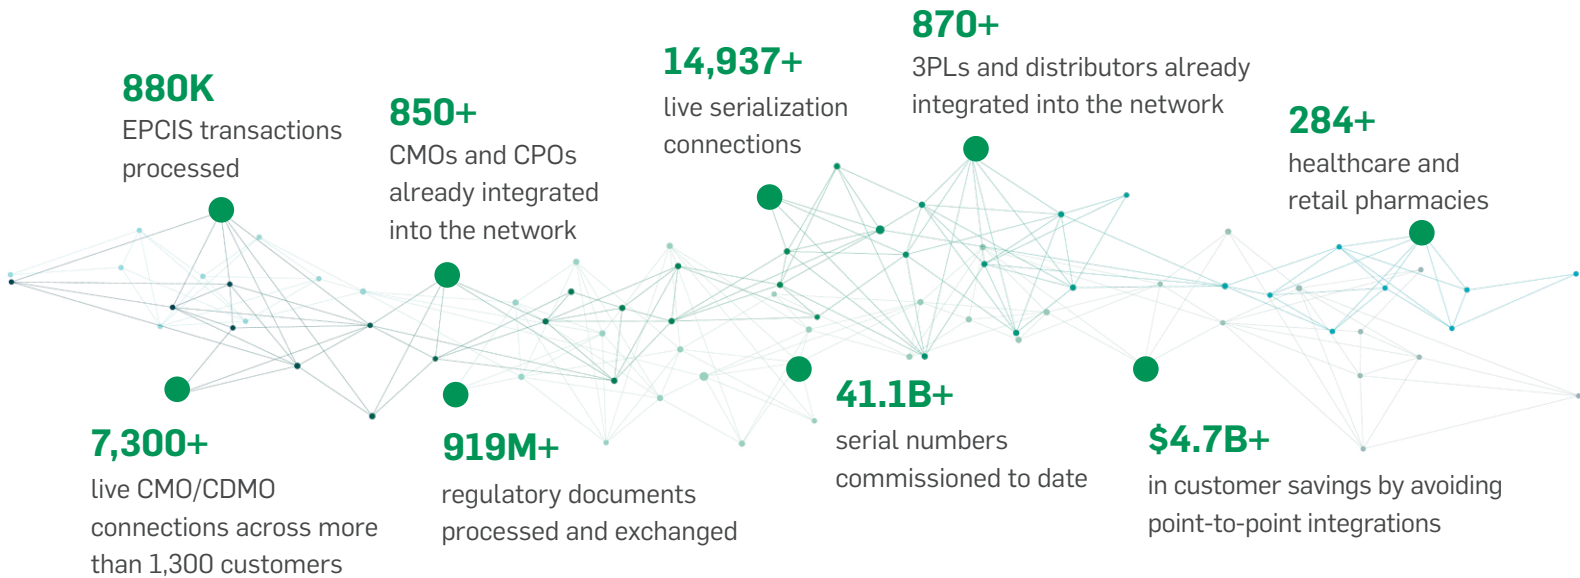 880K
EPCIS transactions
processed
850+
CMOs and CPOs
already integrated
into the network
14,937+
live serialization
connections
870+
3PLs and distributors already
integrated into the network
284+
healthcare and
retail pharmacies
7,300+
live CMO/CDMO
connections across more
than 1,300 customers
919M+
regulatory documents
processed and exchanged
41.1B+
serial numbers
commissioned to date
$4.7B+
in customer savings by avoiding
point-to-point integrations